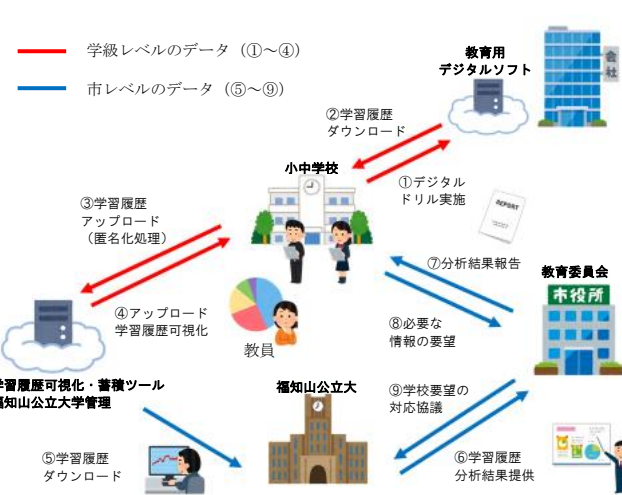 学級レベルのデータ（①～④）
市レベルのデータ（⑤～⑨）
教育用
デジタルソフト
会社
②学習履歴
ダウンロード
小中学校
①デジタル
ドリル実施
REPORT
③学習履歴
アップロード
（匿名化処理）
⑦分析結果報告
教育委員会
市役所
④アップロード
学習履歴可視化
教員
⑧必要な
情報の要望
学習履歴可視化・蓄積ツール
福知山公立大学管理
福知山公立大
⑨学校要望の
対応協議
⑤学習履歴
ダウンロード
⑥学習履歴
分析結果提供